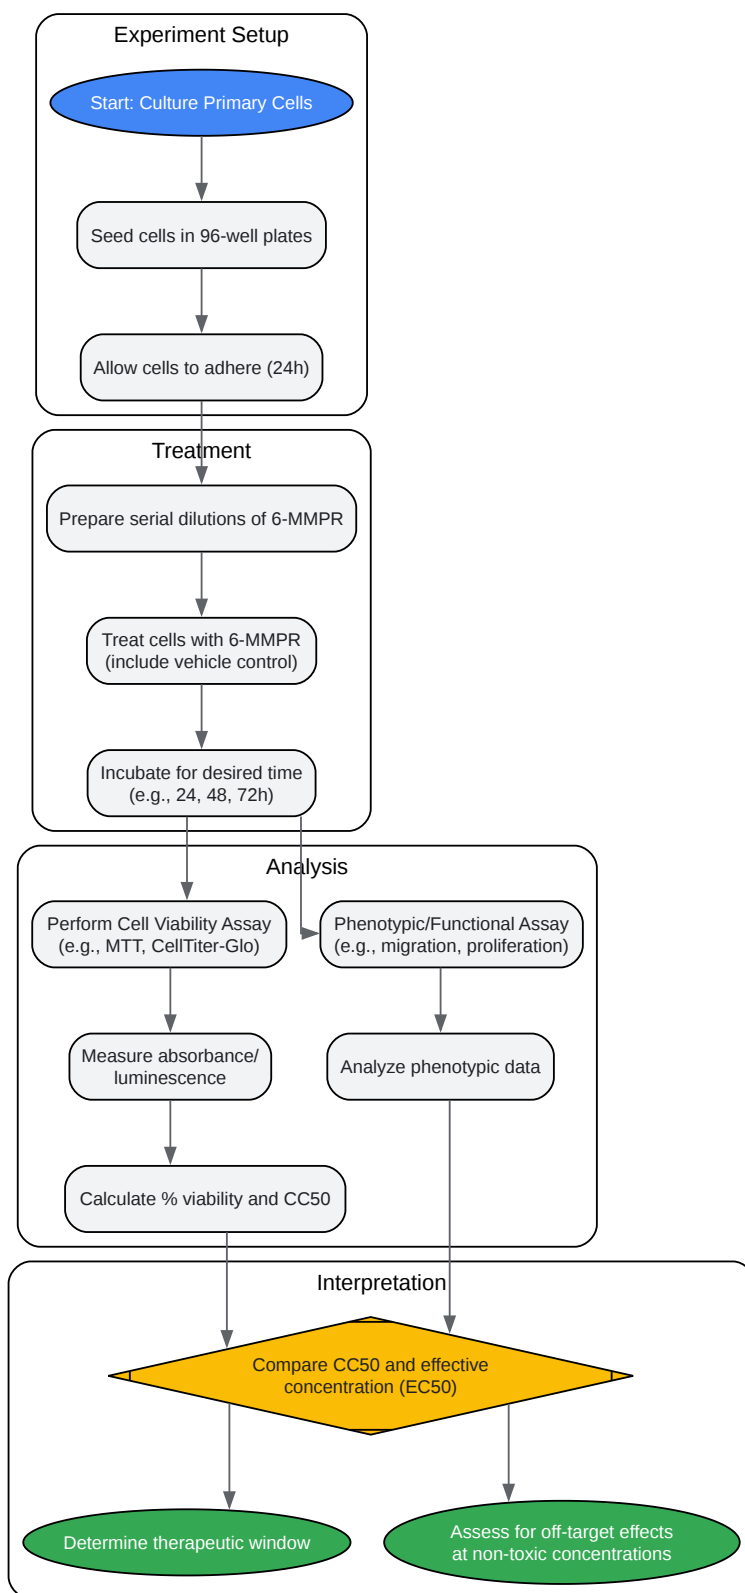 Experiment Setup
Start: Culture Primary Cells
Seed cells in 96-well plates
Allow cells to adhere (24h)
Treatment
Prepare serial dilutions of 6-MMPR
Treat cells with 6-MMPR
(include vehicle control)
Incubate for desired time
(e.g., 24, 48, 72h)
Analysis
Perform Cell Viability Assay
(e.g., MTT, CellTiter-Glo)
Phenotypic/Functional Assay
(e.g., migration, proliferation)
Measure absorbance/
luminescence
Analyze phenotypic data
Calculate % viability and CC50
Interpretation
Compare CC50 and effective
concentration (EC50)
Determine therapeutic window
Assess for off-target effects
at non-toxic concentrations